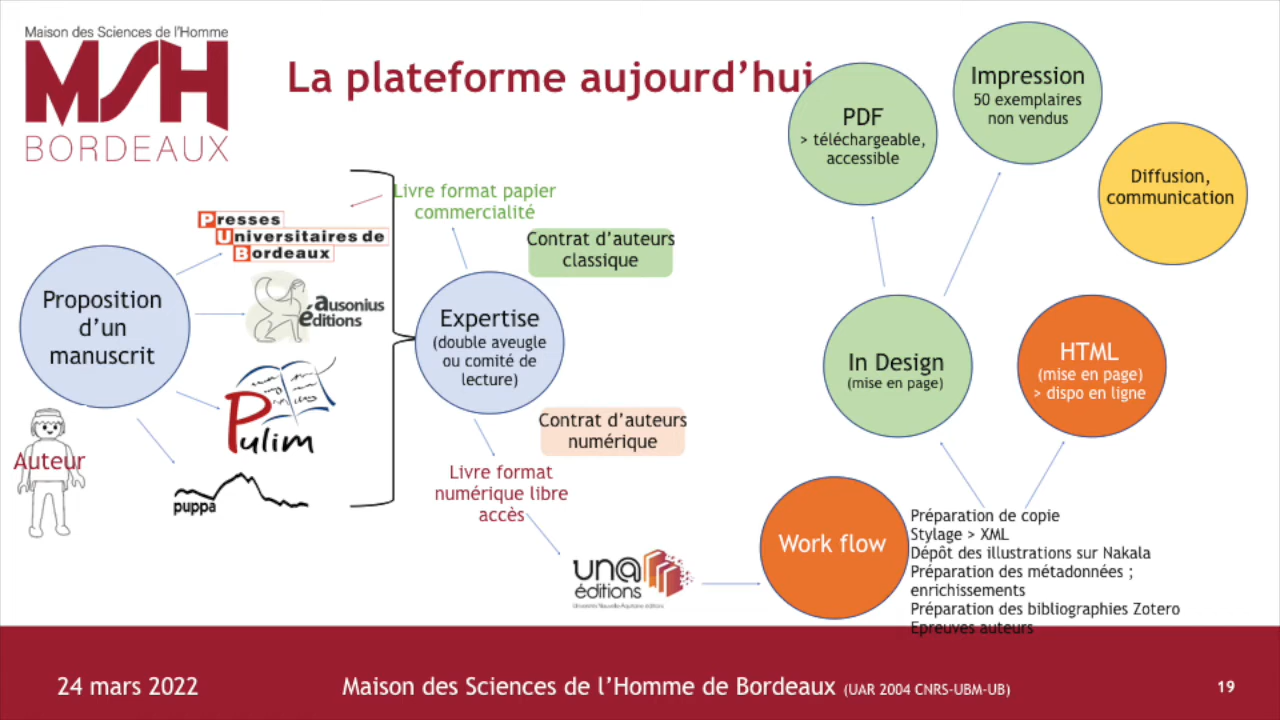 Maison des Sciences de l'Homme
MSH
BORDEAUX
La plateforme aujourd'hui
Proposition
d'un
manuscrit
Auteur
Presses
Universitaires de
Bordeaux
ausonius
éditions
Pulim
puppa
Livre format papier
commercialité
Contrat d'auteurs
classique
Expertise
(double aveugle
ou comité de
lecture)
Contrat d'auteurs
numérique
Livre format
numérique libre
accès
una
éditions
Université Nouvelle-Aquitaine éditions
Work flow
Préparation de copie
Stylage > XML
Dépôt des illustrations sur Nakala
Préparation des métadonnées ;
enrichissements
Préparation des bibliographies Zotero
Epreuves auteurs
In Design
(mise en page)
HTML
(mise en page)
> dispo en ligne
PDF
> téléchargeable,
accessible
Impression
50 exemplaires
non vendus
Diffusion,
communication
24 mars 2022
Maison des Sciences de l'Homme de Bordeaux (UAR 2004 CNRS-UBM-UB)
19